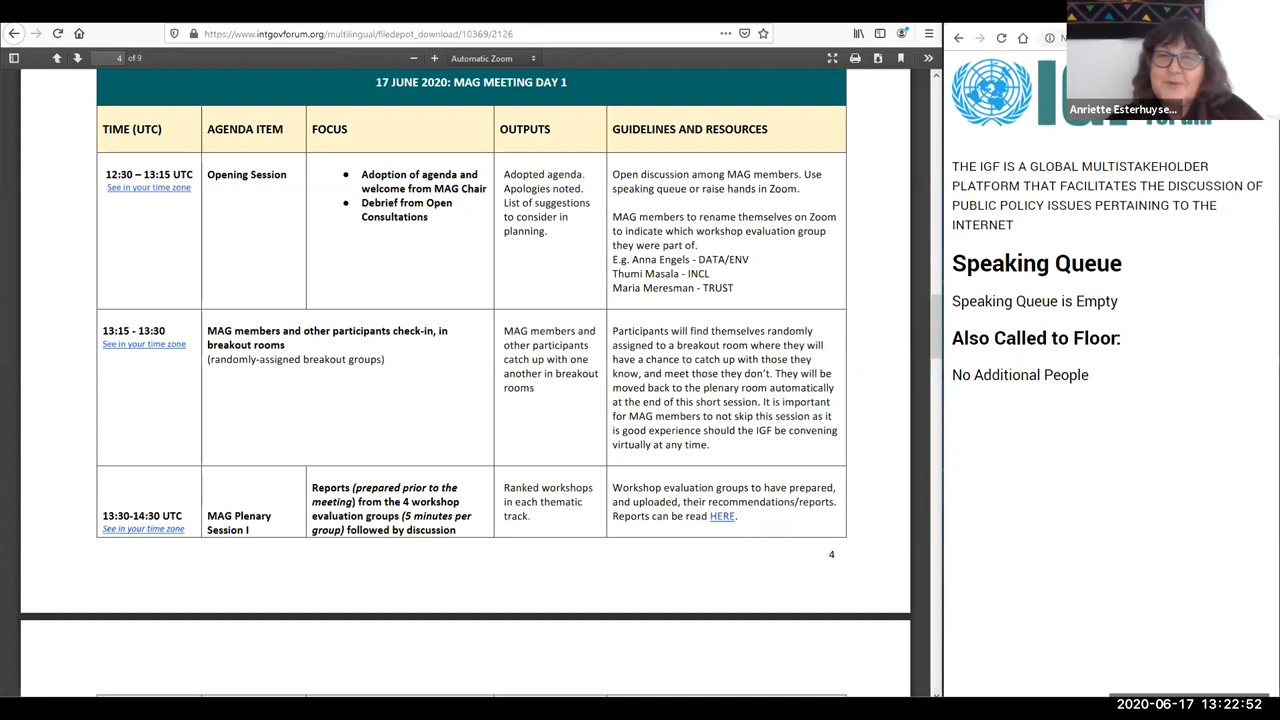 https://www.intgovforum.org/multilingual/filedepot_download/10369/2126
4 of 9
Automatic Zoom
17 JUNE 2020: MAG MEETING DAY 1
TIME (UTC)
AGENDA ITEM
FOCUS
OUTPUTS
GUIDELINES AND RESOURCES
12:30 – 13:15 UTC
See in your time zone
Opening Session
• Adoption of agenda and
welcome from MAG Chair
• Debrief from Open
Consultations
Adopted agenda.
Apologies noted.
List of suggestions
to consider in
planning.
Open discussion among MAG members. Use
speaking queue or raise hands in Zoom.
MAG members to rename themselves on Zoom
to indicate which workshop evaluation group
they were part of.
E.g. Anna Engels - DATA/ENV
Thumi Masala - INCL
Maria Meresman - TRUST
13:15 - 13:30
See in your time zone
MAG members and other participants check-in, in
breakout rooms
(randomly-assigned breakout groups)
MAG members and
other participants
catch up with one
another in breakout
rooms
Participants will find themselves randomly
assigned to a breakout room where they will
have a chance to catch up with those they
know, and meet those they don’t. They will be
moved back to the plenary room automatically
at the end of this short session. It is important
for MAG members to not skip this session as it
is good experience should the IGF be convening
virtually at any time.
13:30-14:30 UTC
See in your time zone
MAG Plenary
Session I
Reports (prepared prior to the
meeting) from the 4 workshop
evaluation groups (5 minutes per
group) followed by discussion
Ranked workshops
in each thematic
track.
Workshop evaluation groups to have prepared,
and uploaded, their recommendations/reports.
Reports can be read HERE.
4
Anriette Esterhuyse...
THE IGF IS A GLOBAL MULTISTAKEHOLDER
PLATFORM THAT FACILITATES THE DISCUSSION OF
PUBLIC POLICY ISSUES PERTAINING TO THE
INTERNET
Speaking Queue
Speaking Queue is Empty
Also Called to Floor:
No Additional People
2020-06-17 13:22:52